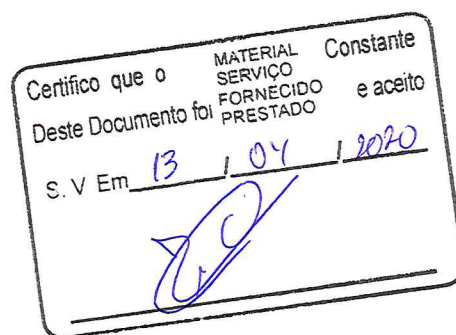 Certifico que o MATERIAL SERVIÇO Constante
Deste Documento foi FORNECIDO PRESTADO e aceito
S. V Em 13 / 04 / 2020